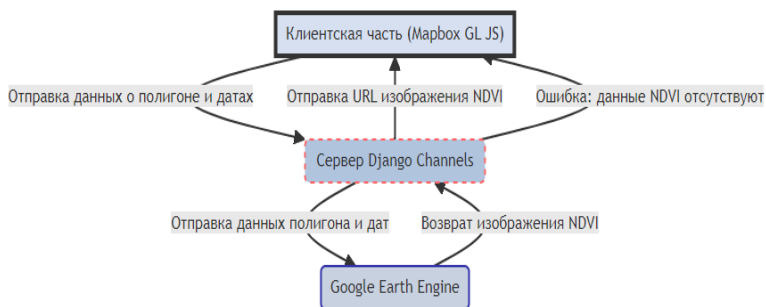 Клиентская часть (Mapbox GL JS)
Отправка данных о полигоне и датах
Отправка URL изображения NDVI
Ошибка: данные NDVI отсутствуют
Сервер Django Channels
Отправка данных полигона и дат
Возврат изображения NDVI
Google Earth Engine